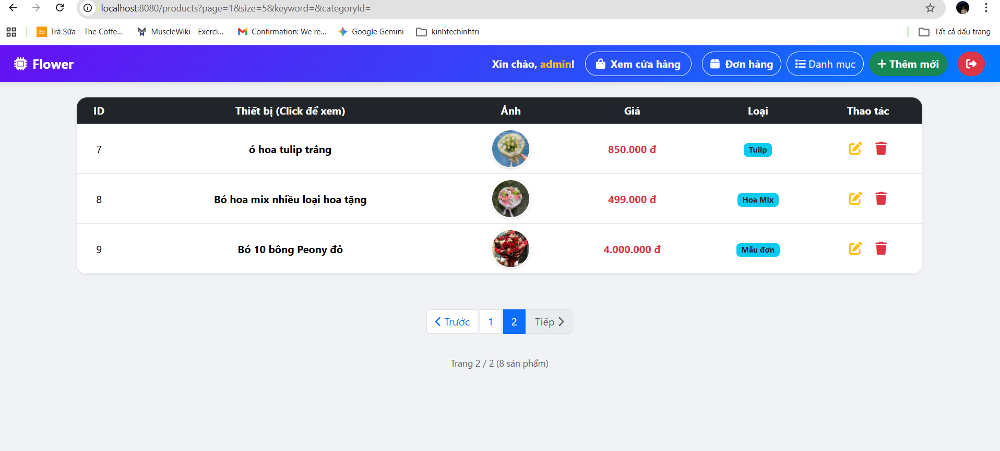 localhost:8080/products?page=1&size=5&keyword=&categoryId=
Trà Sữa – The Coffe...
MuscleWiki - Exerci...
Confirmation: We re...
Google Gemini
kinhtechinhtri
Tất cả dấu trang
Flower
Xin chào, admin!
Xem cửa hàng
Đơn hàng
Danh mục
Thêm mới
ID Thiết bị (Click để xem) Ảnh Giá Loại Thao tác
7 ó hoa tulip trắng 850.000 đ Tulip
8 Bó hoa mix nhiều loại hoa tặng 499.000 đ Hoa Mix
9 Bó 10 bông Peony đỏ 4.000.000 đ Mẫu đơn
Trước 1 2 Tiếp
Trang 2 / 2 (8 sản phẩm)